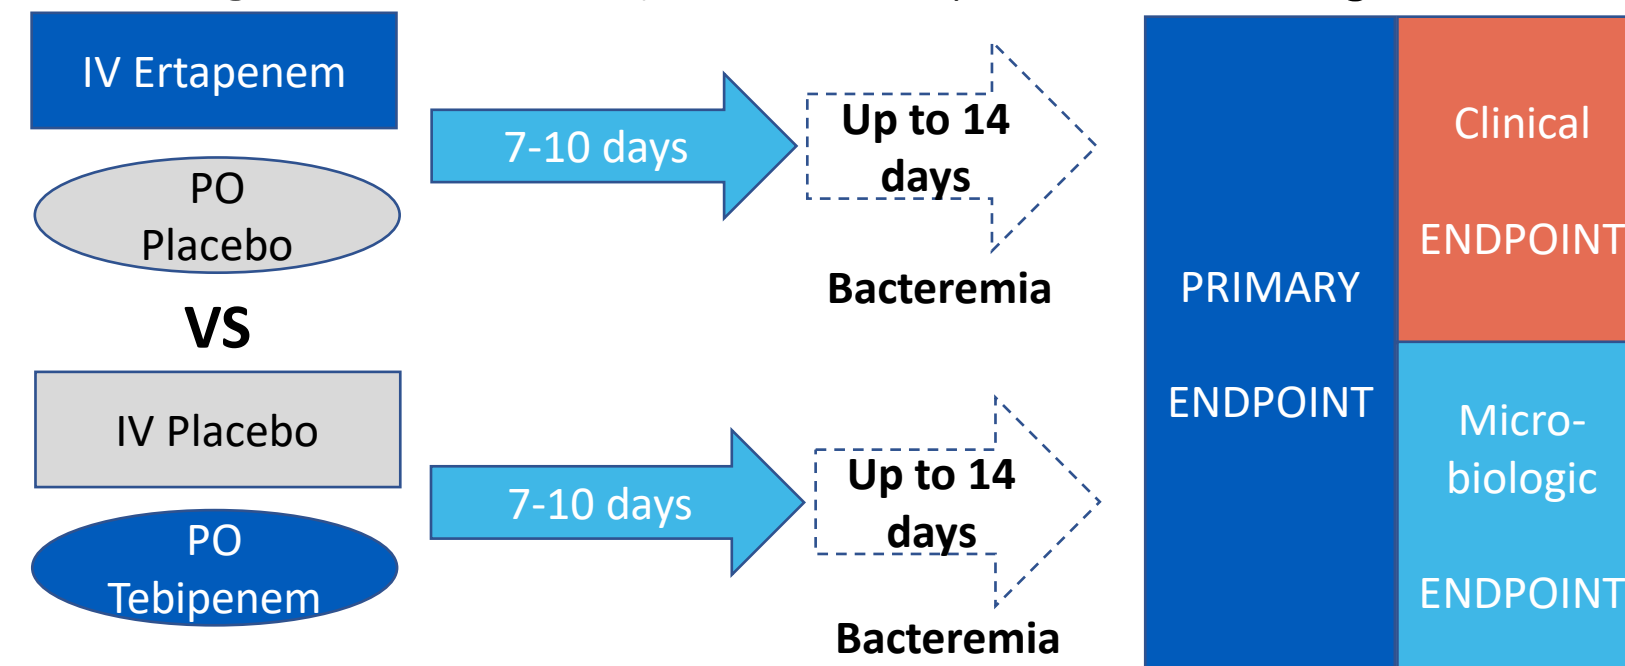 IV Ertapenem
PO
Placebo
VS
IV Placebo
PO
Tebipenem
7-10 days
Up to 14
days
Bacteremia
7-10 days
Up to 14
days
Bacteremia
PRIMARY
ENDPOINT
Clinical
ENDPOINT
Micro-
biologic
ENDPOINT